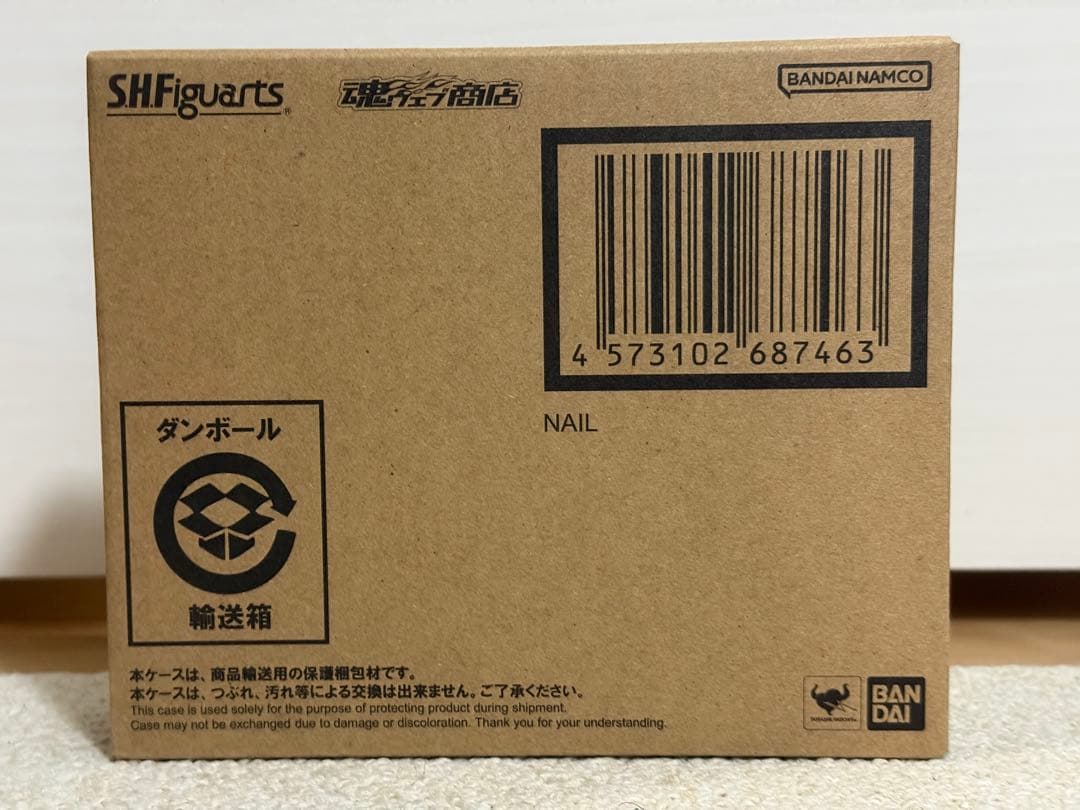 S.H.Figuarts®
魂ウェブ商店
BANDAI NAMCO
4 573102 687463
NAIL
ダンボール
輸送箱
本ケースは、商品輸送用の保護梱包材です。
本ケースは、つぶれ、汚れ等による交換は出来ません。ご了承ください。
This case is used solely for the purpose of protecting product during shipment.
Case may not be exchanged due to damage or discoloration. Thank you for your understanding.
TAMASHII NATIONS
BAN
DAI